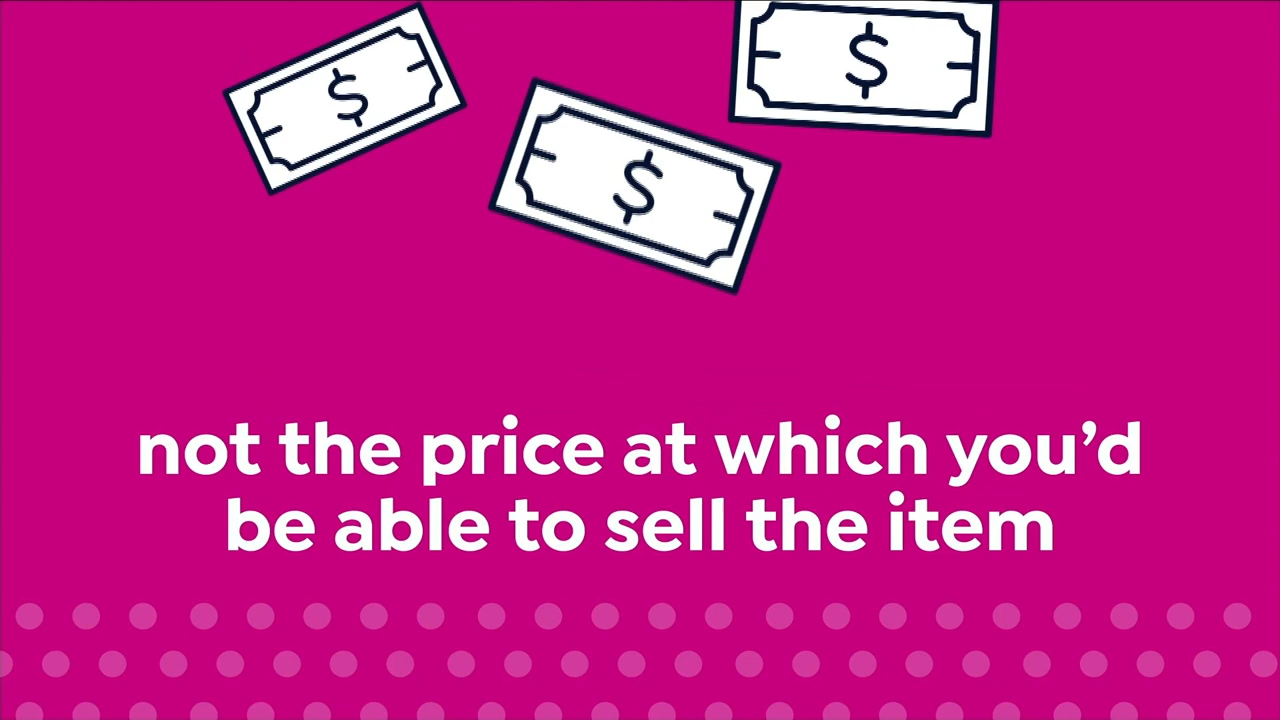 $
$
$
not the price at which you’d
be able to sell the item